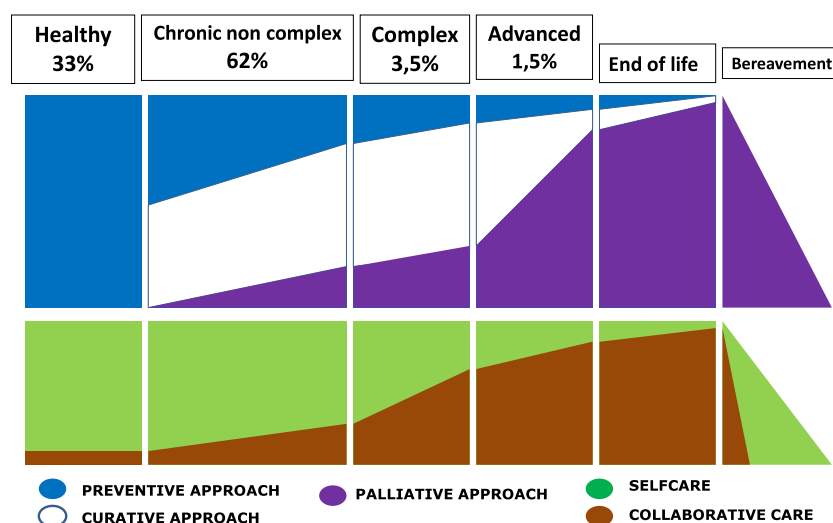 Healthy
33%
Chronic non complex
62%
Complex
3,5%
Advanced
1,5%
End of life
Bereavement
PREVENTIVE APPROACH
CURATIVE APPROACH
PALLIATIVE APPROACH
SELFCARE
COLLABORATIVE CARE